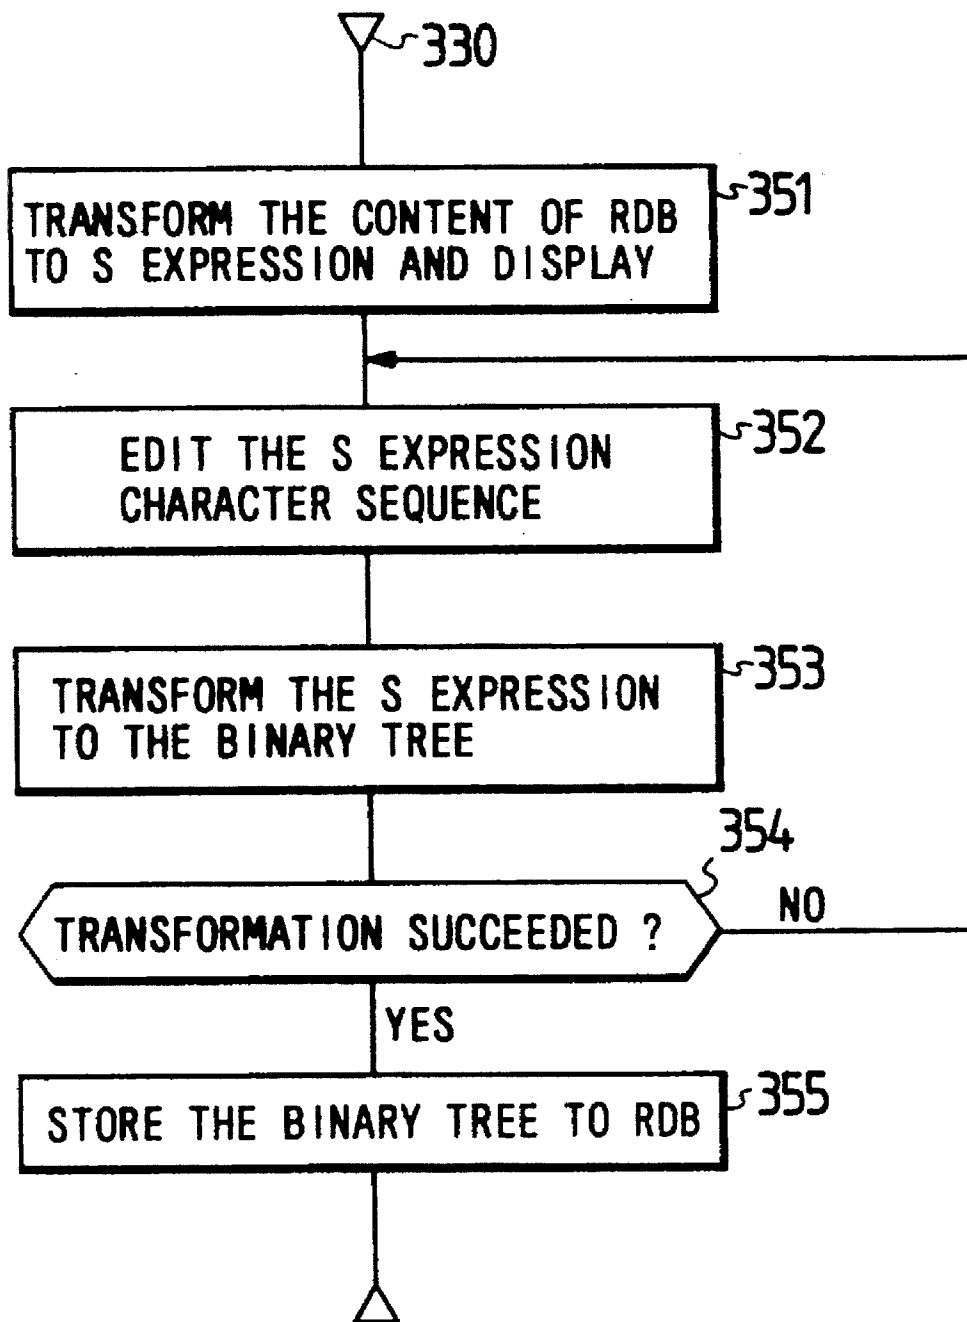 330
351
TRANSFORM THE CONTENT OF RDB
TO S EXPRESSION AND DISPLAY
352
EDIT THE S EXPRESSION
CHARACTER SEQUENCE
353
TRANSFORM THE S EXPRESSION
TO THE BINARY TREE
354
TRANSFORMATION SUCCEEDED ?
NO
YES
355
STORE THE BINARY TREE TO RDB